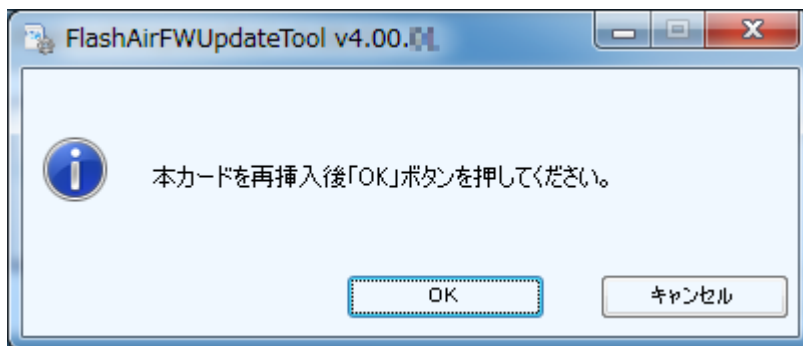 FlashAirFWUpdateTool v4.00.
本カードを再挿入後「OK」ボタンを押してください。
OK
キャンセル